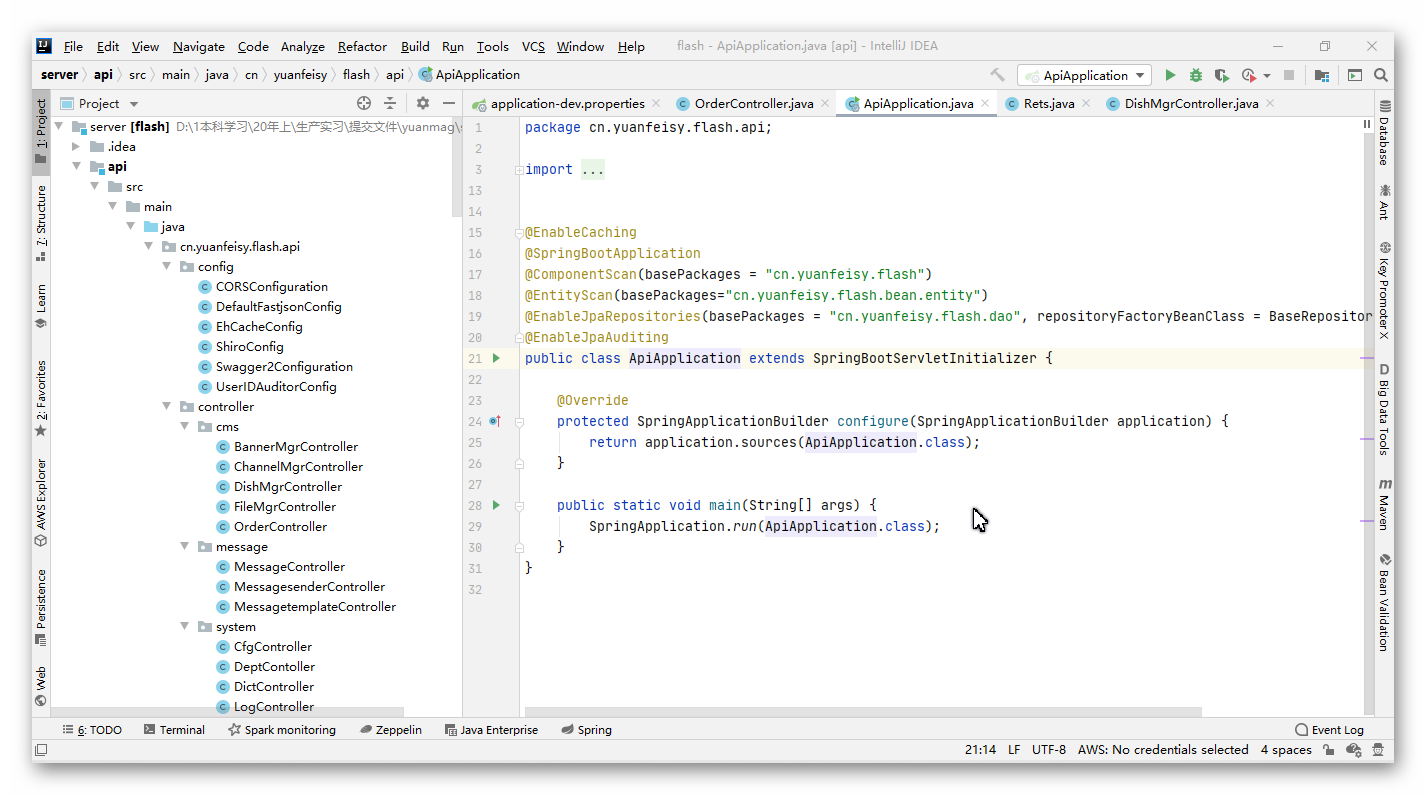 File Edit View Navigate Code Analyze Refactor Build Run Tools VCS Window Help flash - ApiApplication.java [api] - IntelliJ IDEA
server api src main java cn yuanfeisy flash api ApiApplication ApiApplication
Project
application-dev.properties OrderController.java ApiApplication.java Rets.java DishMgrController.java
1: Project
7: Structure
Learn
2: Favorites
AWS Explorer
Persistence
Web
server [flash] D:\1本科学习\20年上\生产实习\提交文件\yuanmag\s
.idea
api
src
main
java
cn.yuanfeisy.flash.api
config
CORSConfiguration
DefaultFastjsonConfig
EhCacheConfig
ShiroConfig
Swagger2Configuration
UserIDAuditorConfig
controller
cms
BannerMgrController
ChannelMgrController
DishMgrController
FileMgrController
OrderController
message
MessageController
MessagesenderController
MessagetemplateController
system
CfgController
DeptContoller
DictController
LogController
1 package cn.yuanfeisy.flash.api;
2
3 import ...
13
14
15 @EnableCaching
16 @SpringBootApplication
17 @ComponentScan(basePackages = "cn.yuanfeisy.flash")
18 @EntityScan(basePackages="cn.yuanfeisy.flash.bean.entity")
19 @EnableJpaRepositories(basePackages = "cn.yuanfeisy.flash.dao", repositoryFactoryBeanClass = BaseRepositor
20 @EnableJpaAuditing
21 public class ApiApplication extends SpringBootServletInitializer {
22
23 @Override
24 protected SpringApplicationBuilder configure(SpringApplicationBuilder application) {
25 return application.sources(ApiApplication.class);
26 }
27
28 public static void main(String[] args) {
29 SpringApplication.run(ApiApplication.class);
30 }
31 }
32
Database
Ant
Key Promoter X
D Big Data Tools
m Maven
Bean Validation
6: TODO Terminal Spark monitoring Zeppelin Java Enterprise Spring Event Log
21:14 LF UTF-8 AWS: No credentials selected 4 spaces